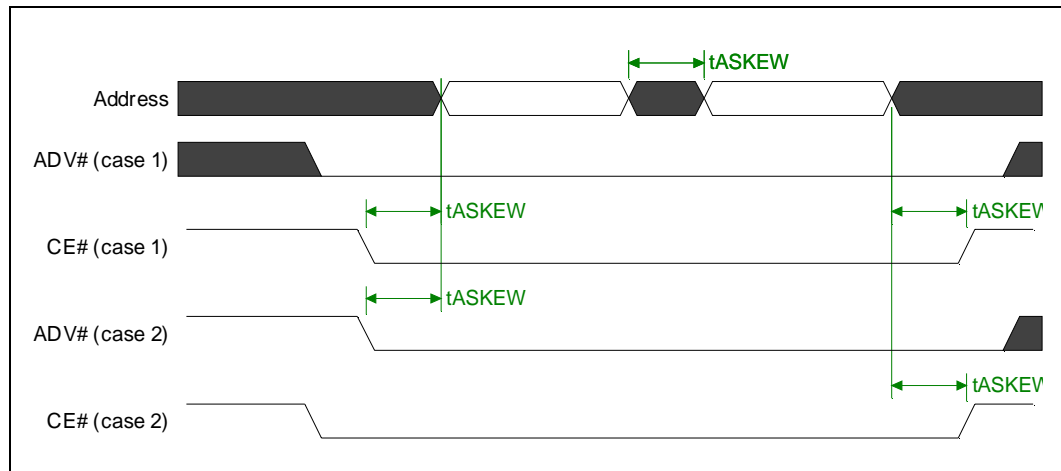 tASKEW
Address
ADV# (case 1)
tASKEW
tASKEW
CE# (case 1)
tASKEW
ADV# (case 2)
tASKEW
CE# (case 2)